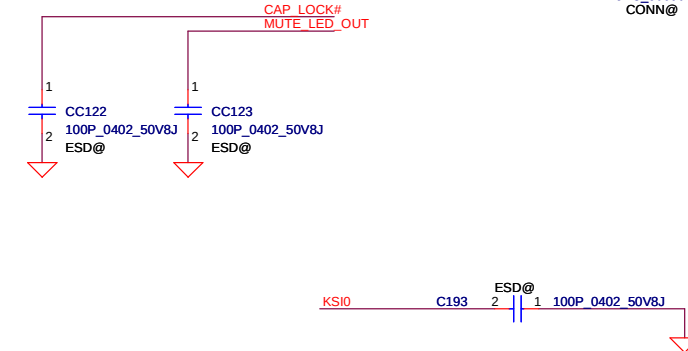 CAP_LOCK#
MUTE_LED_OUT
CONN@
1
1
CC122
CC123
100P_0402_50V8J
100P_0402_50V8J
2
2
ESD@
ESD@
ESD@
KSI0
C193
2
1
100P_0402_50V8J